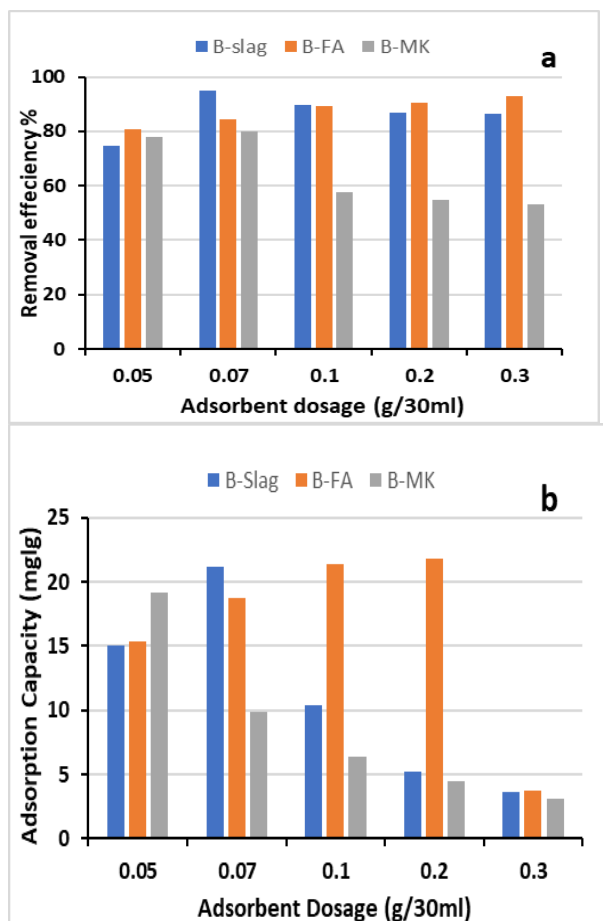 B-slag B-FA B-MK
a
Removal effeciency%
100
80
60
40
20
0
0.05 0.07 0.1 0.2 0.3
Adsorbent dosage (g/30ml)
B-Slag B-FA B-MK
b
Adsorption Capacity (mglg)
25
20
15
10
5
0
0.05 0.07 0.1 0.2 0.3
Adsorbent Dosage (g/30ml)